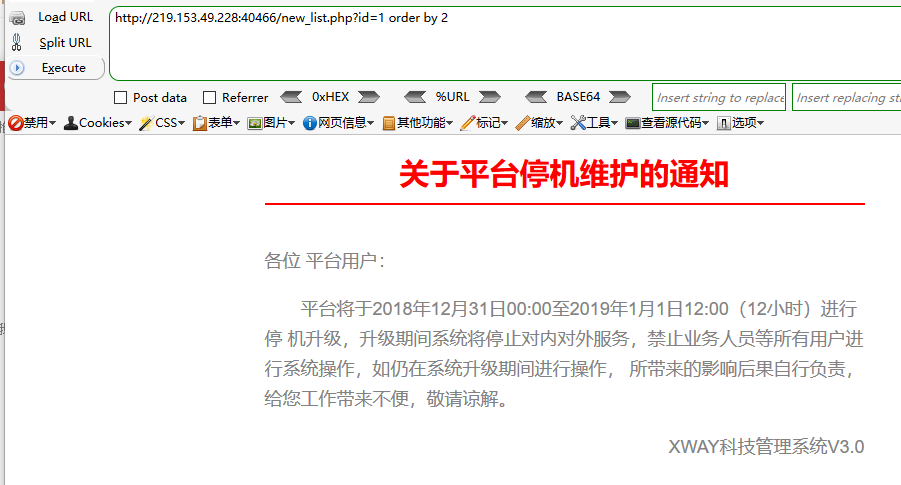 Load URL
http://219.153.49.228:40466/new_list.php?id=1 order by 2
Split URL
Execute
Post data Referrer 0xHEX %URL BASE64 Insert string to replace Insert replacing str
禁用 Cookies CSS 表单 图片 网页信息 其他功能 标记 缩放 工具 查看源代码 选项
关于平台停机维护的通知
各位 平台用户：
平台将于2018年12月31日00:00至2019年1月1日12:00（12小时）进行
停 机升级，升级期间系统将停止对内对外服务，禁止业务人员等所有用户进
行系统操作，如仍在系统升级期间进行操作， 所带来的影响后果自行负责，
给您工作带来不便，敬请谅解。
XWAY科技管理系统V3.0